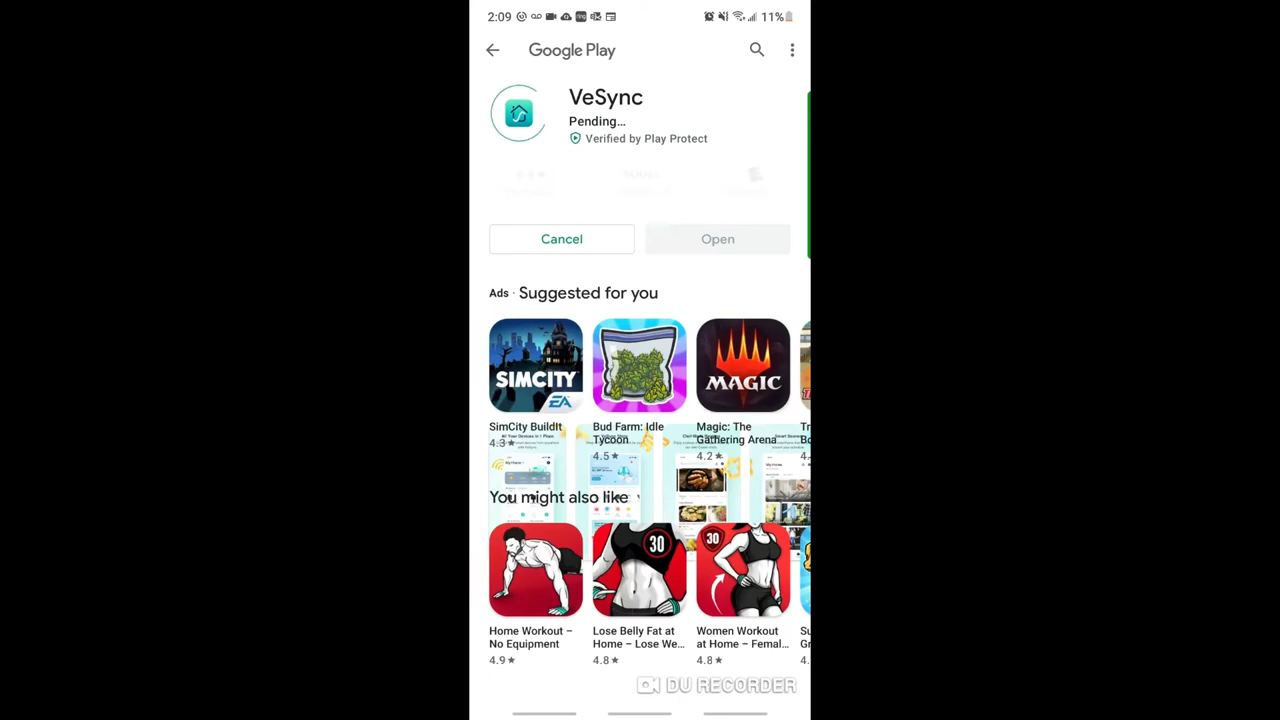 2:09
ring
11%
Google Play
VeSync
Pending...
Verified by Play Protect
Cancel
Open
Ads · Suggested for you
SIMCITY
EA
MAGIC
SimCity BuildIt
4.3★
Bud Farm: Idle
Tycoon
4.5★
Magic: The
Gathering Arena
4.2★
You might also like
30
30
Home Workout –
No Equipment
4.9★
Lose Belly Fat at
Home – Lose We...
4.8★
Women Workout
at Home – Femal...
4.8★
DU RECORDER